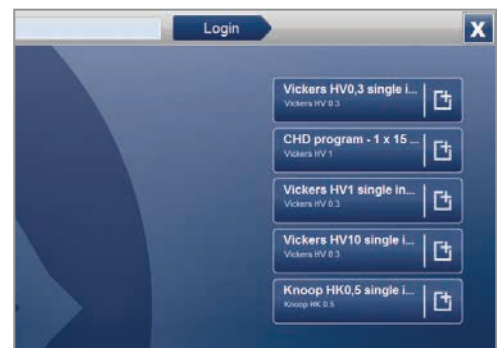 Login
X
Vickers HV0,3 single i...
Vickers HV 0.3
CHD program - 1 x 15 ...
Vickers HV 1
Vickers HV1 single in...
Vickers HV 0.3
Vickers HV10 single i...
Vickers HV 0.3
Knoop HK0,5 single i...
Knoop HK 0.5